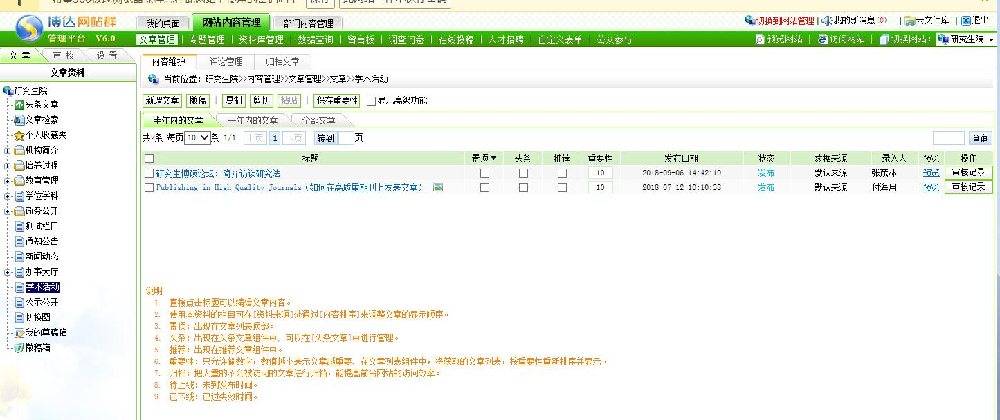 保存
博达网站群
管理平台 V6.0
我的桌面 网站内容管理 部门内容管理
切换到网站管理 | 我的新消息(0) | 云文件库 | 退出
文章管理 | 专题管理 | 资料库管理 | 数据查询 | 留言板 | 调查问卷 | 在线投稿 | 人才招聘 | 自定义表单 | 公众参与
预览网站 | 访问网站 | 切换网站: 研究生院
文章 审核 设置
文章资料
研究生院
头条文章
文章检索
个人收藏夹
机构简介
培养过程
教育管理
学位学科
政务公开
测试栏目
通知公告
新闻动态
办事大厅
学术活动
公示公开
切换图
我的草稿箱
撤稿箱
内容维护 评论管理 归档文章
当前位置: 研究生院>>内容管理>>文章管理>>文章>>学术活动
新增文章 撤稿 | 复制 剪切 粘贴 | 保存重要性 显示高级功能
半年内的文章 一年内的文章 全部文章
共2条 每页 10 条 1/1 上页 1 下页 转到 页 查询
标题 置顶▼ 头条 推荐 重要性 发布日期 状态 数据来源 录入人 预览 操作
研究生博硕论坛: 简介访谈研究法 10 2018-09-06 14:42:19 发布 默认来源 张茂林 预览 审核记录
Publishing in High Quality Journals (如何在高质量期刊上发表文章) 10 2018-07-12 10:10:38 发布 默认来源 付海月 预览 审核记录
说明
1. 直接点击标题可以编辑文章内容。
2. 使用本资料的栏目可在[资料来源]处通过[内容排序]来调整文章的显示顺序。
3. 置顶: 出现在文章列表顶部。
4. 头条: 出现在头条文章组件中, 可以在[头条文章]中进行管理。
5. 推荐: 出现在推荐文章组件中。
6. 重要性: 只允许输数字, 数值越小表示文章越重要, 在文章列表组件中, 将获取的文章列表, 按重要性重新排序并显示。
7. 归档: 把大量的不会被访问的文章进行归档, 能提高前台网站的访问效率。
8. 待上线: 未到发布时间。
9. 已下线: 已过失效时间。